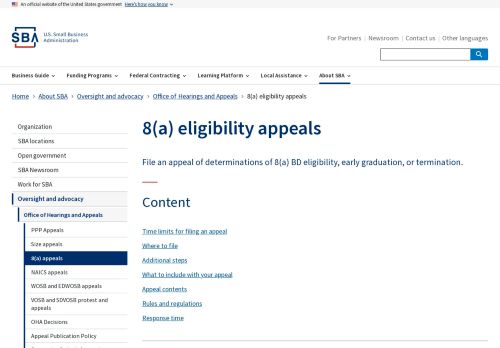 An official website of the United States government Here's how you know
SBA U.S. Small Business Administration
For Partners | Newsroom | Contact us | Other languages
Business Guide Funding Programs Federal Contracting Learning Platform Local Assistance About SBA
Home > About SBA > Oversight and advocacy > Office of Hearings and Appeals > 8(a) eligibility appeals
Organization
SBA locations
Open government
SBA Newsroom
Work for SBA
Oversight and advocacy
Office of Hearings and Appeals
PPP Appeals
Size appeals
8(a) appeals
NAICS appeals
WOSB and EDWOSB appeals
VOSB and SDVOSB protest and appeals
OHA Decisions
Appeal Publication Policy
8(a) eligibility appeals
File an appeal of determinations of 8(a) BD eligibility, early graduation, or termination.
Content
Time limits for filing an appeal
Where to file
Additional steps
What to include with your appeal
Appeal contents
Rules and regulations
Response time